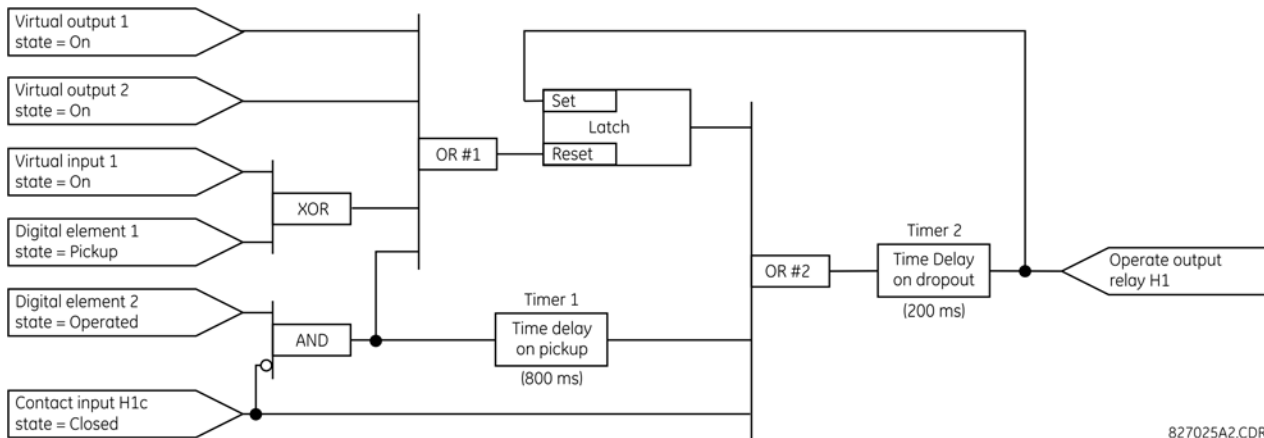 Virtual output 1
state = On
Virtual output 2
state = On
Virtual input 1
state = On
Digital element 1
state = Pickup
Digital element 2
state = Operated
Contact input H1c
state = Closed
XOR
AND
OR #1
Set
Latch
Reset
Timer 1
Time delay
on pickup
(800 ms)
OR #2
Timer 2
Time Delay
on dropout
(200 ms)
Operate output
relay H1
827025A2.CDR